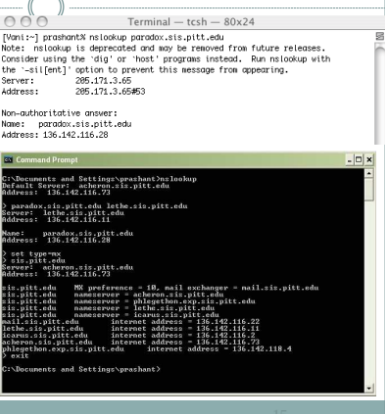 Terminal — tcsh — 80x24
[Vani:~] prashant% nslookup paradox.sis.pitt.edu
Note: nslookup is deprecated and may be removed from future releases.
Consider using the `dig' or `host' programs instead. Run nslookup with
the `-sil[ent]' option to prevent this message from appearing.
Server: 205.171.3.65
Address: 205.171.3.65#53
Non-authoritative answer:
Name: paradox.sis.pitt.edu
Address: 136.142.116.28
Command Prompt
C:\Documents and Settings\prashant>nslookup
Default Server: acheron.sis.pitt.edu
Address: 136.142.116.73
> paradox.sis.pitt.edu lethe.sis.pitt.edu
Server: lethe.sis.pitt.edu
Address: 136.142.116.11
Name: paradox.sis.pitt.edu
Address: 136.142.116.28
> set type=mx
> sis.pitt.edu
Server: acheron.sis.pitt.edu
Address: 136.142.116.73
sis.pitt.edu MX preference = 10, mail exchanger = mail.sis.pitt.edu
sis.pitt.edu nameserver = acheron.sis.pitt.edu
sis.pitt.edu nameserver = phlegethon.exp.sis.pitt.edu
sis.pitt.edu nameserver = lethe.sis.pitt.edu
sis.pitt.edu nameserver = icarus.sis.pitt.edu
mail.sis.pitt.edu internet address = 136.142.116.22
lethe.sis.pitt.edu internet address = 136.142.116.11
icarus.sis.pitt.edu internet address = 136.142.116.2
acheron.sis.pitt.edu internet address = 136.142.116.73
phlegethon.exp.sis.pitt.edu internet address = 136.142.118.4
> exit
C:\Documents and Settings\prashant>